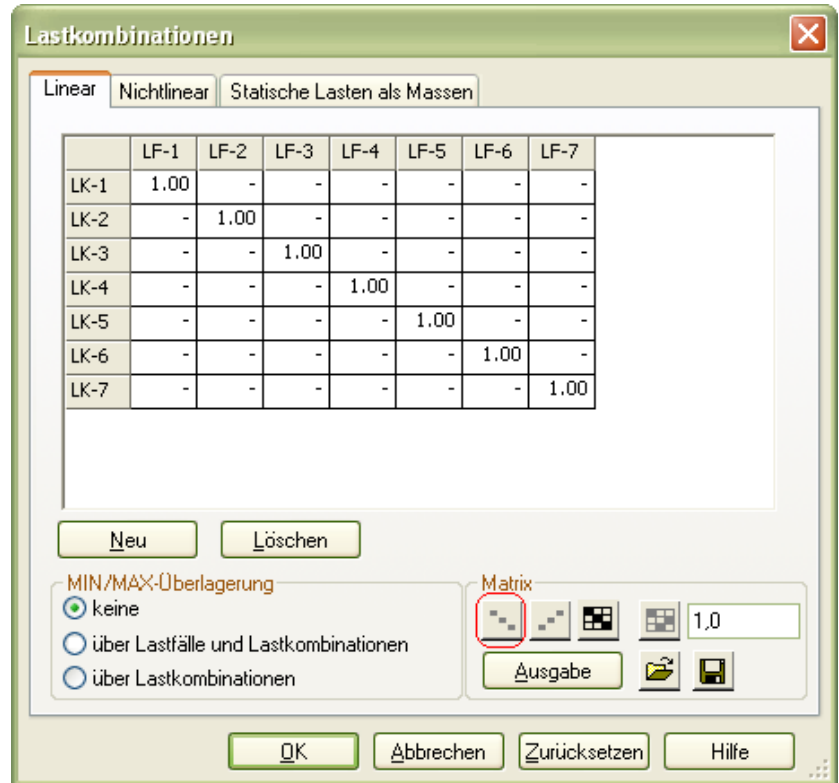 Lastkombinationen
Linear Nichtlinear Statische Lasten als Massen
LF-1 LF-2 LF-3 LF-4 LF-5 LF-6 LF-7
LK-1 1.00 - - - - - -
LK-2 - 1.00 - - - - -
LK-3 - - 1.00 - - - -
LK-4 - - - 1.00 - - -
LK-5 - - - - 1.00 - -
LK-6 - - - - - 1.00 -
LK-7 - - - - - - 1.00
Neu Löschen
MIN/MAX-Überlagerung
keine
über Lastfälle und Lastkombinationen
über Lastkombinationen
Matrix
1,0
Ausgabe
OK Abbrechen Zurücksetzen Hilfe